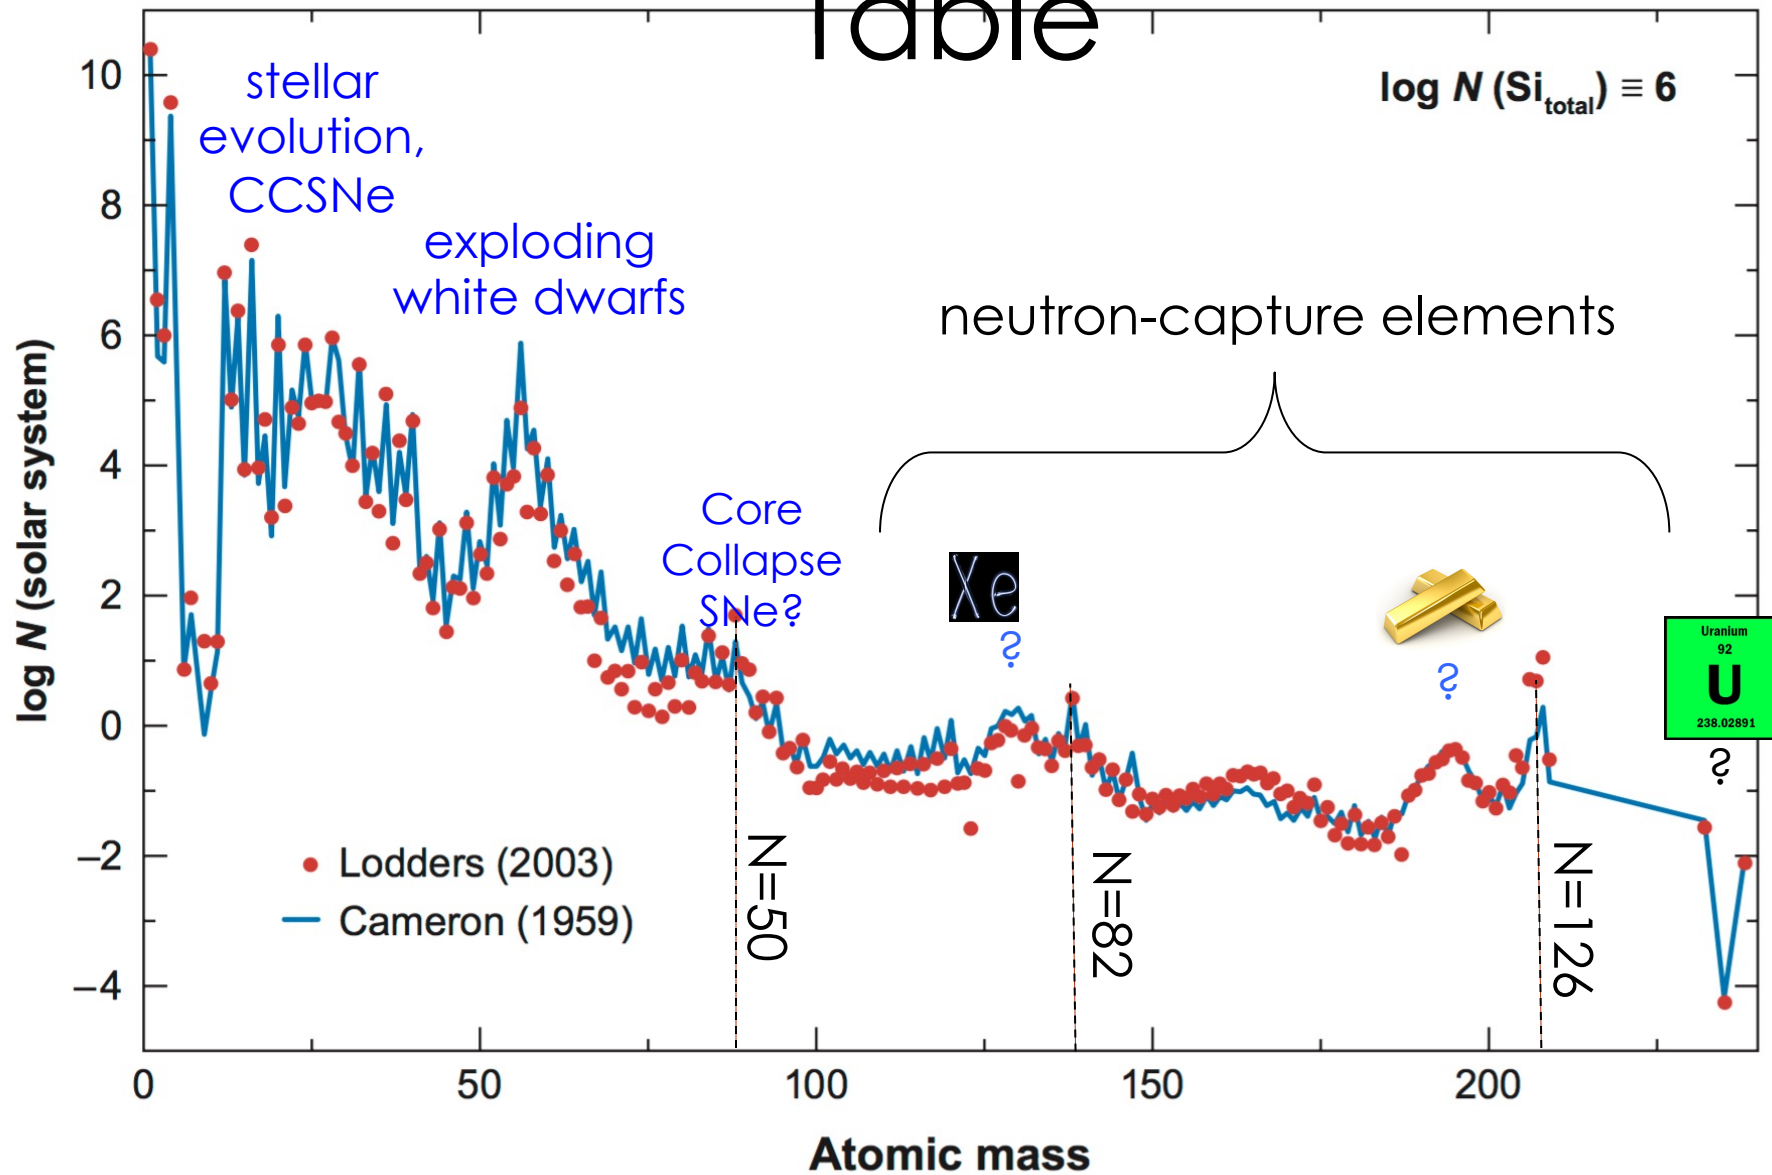 Table
log N (Si_total) ≡ 6
stellar
evolution,
CCSNe
exploding
white dwarfs
neutron-capture elements
Core
Collapse
SNe?
Xe
?
?
Uranium
92
U
238.02891
?
10
8
6
4
2
0
−2
−4
log N (solar system)
Lodders (2003)
Cameron (1959)
N=50
N=82
N=126
0
50
100
150
200
Atomic mass